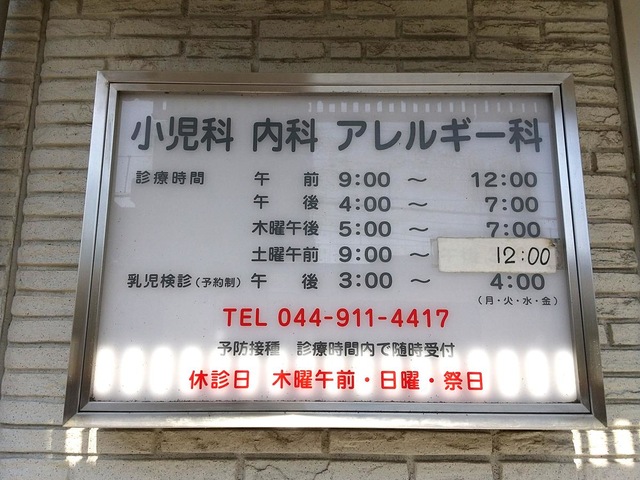 小児科 内科 アレルギー科
診療時間 午 前 9:00 ～ 12:00
午 後 4:00 ～ 7:00
木曜午後 5:00 ～ 7:00
土曜午前 9:00 ～ 12:00
乳児検診(予約制) 午 後 3:00 ～ 4:00
(月・火・水・金)
TEL 044-911-4417
予防接種 診療時間内で随時受付
休診日 木曜午前・日曜・祭日